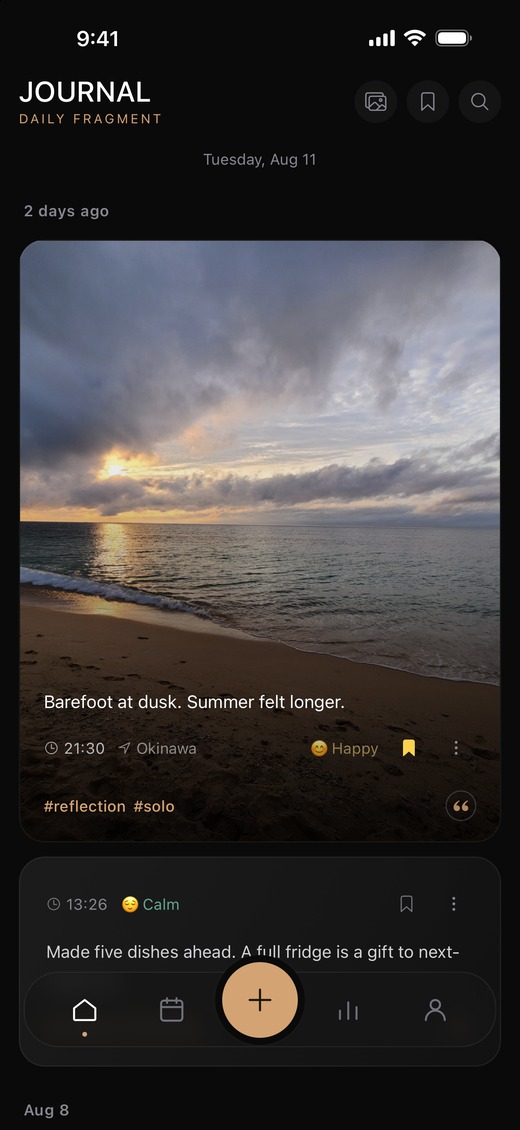 9:41
JOURNAL
DAILY FRAGMENT
Tuesday, Aug 11
2 days ago
Barefoot at dusk. Summer felt longer.
21:30 Okinawa 😊 Happy
#reflection #solo
13:26 😌 Calm
Made five dishes ahead. A full fridge is a gift to next-
Aug 8